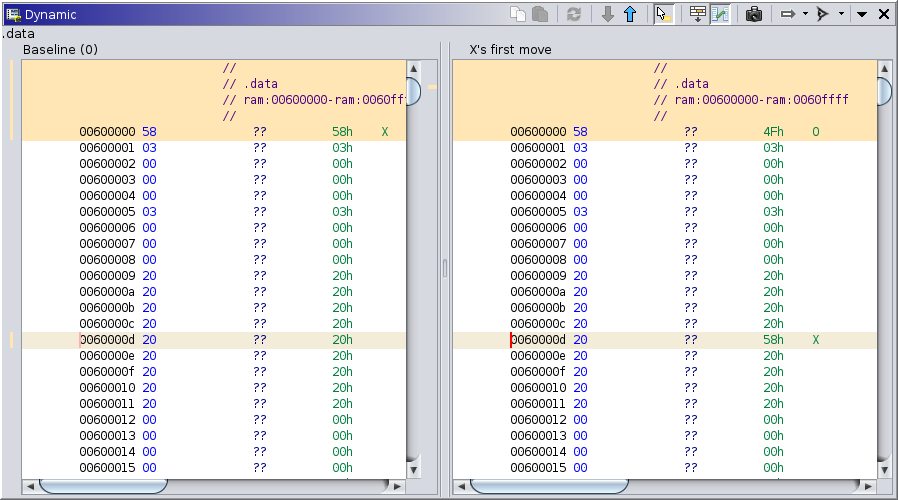 Dynamic
.data
Baseline (0)
//
// .data
// ram:00600000-ram:0060ff
//
00600000 58 ?? 58h X
00600001 03 ?? 03h
00600002 00 ?? 00h
00600003 00 ?? 00h
00600004 00 ?? 00h
00600005 03 ?? 03h
00600006 00 ?? 00h
00600007 00 ?? 00h
00600008 00 ?? 00h
00600009 20 ?? 20h
0060000a 20 ?? 20h
0060000b 20 ?? 20h
0060000c 20 ?? 20h
0060000d 20 ?? 20h
0060000e 20 ?? 20h
0060000f 20 ?? 20h
00600010 20 ?? 20h
00600011 20 ?? 20h
00600012 00 ?? 00h
00600013 00 ?? 00h
00600014 00 ?? 00h
00600015 00 ?? 00h
X's first move
//
// .data
// ram:00600000-ram:0060ffff
//
00600000 58 ?? 4Fh O
00600001 03 ?? 03h
00600002 00 ?? 00h
00600003 00 ?? 00h
00600004 00 ?? 00h
00600005 03 ?? 03h
00600006 00 ?? 00h
00600007 00 ?? 00h
00600008 00 ?? 00h
00600009 20 ?? 20h
0060000a 20 ?? 20h
0060000b 20 ?? 20h
0060000c 20 ?? 20h
0060000d 20 ?? 58h X
0060000e 20 ?? 20h
0060000f 20 ?? 20h
00600010 20 ?? 20h
00600011 20 ?? 20h
00600012 00 ?? 00h
00600013 00 ?? 00h
00600014 00 ?? 00h
00600015 00 ?? 00h